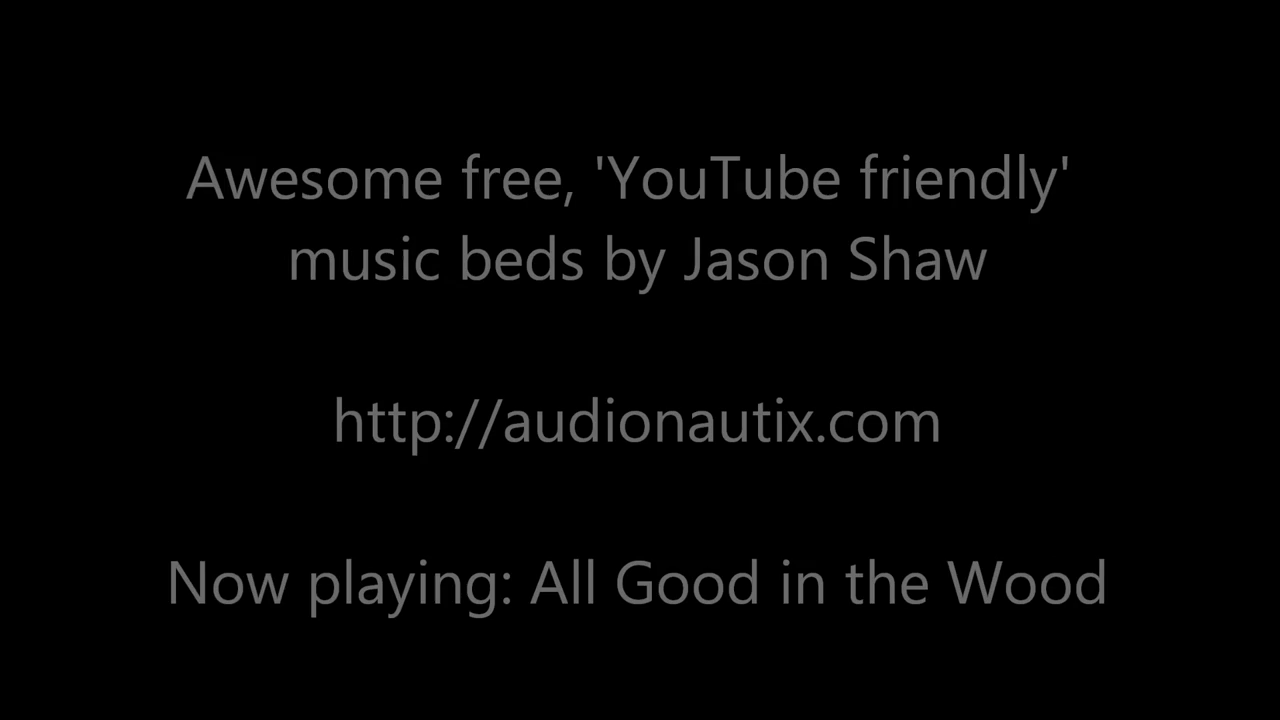 Awesome free, 'YouTube friendly'
music beds by Jason Shaw
http://audionautix.com
Now playing: All Good in the Wood